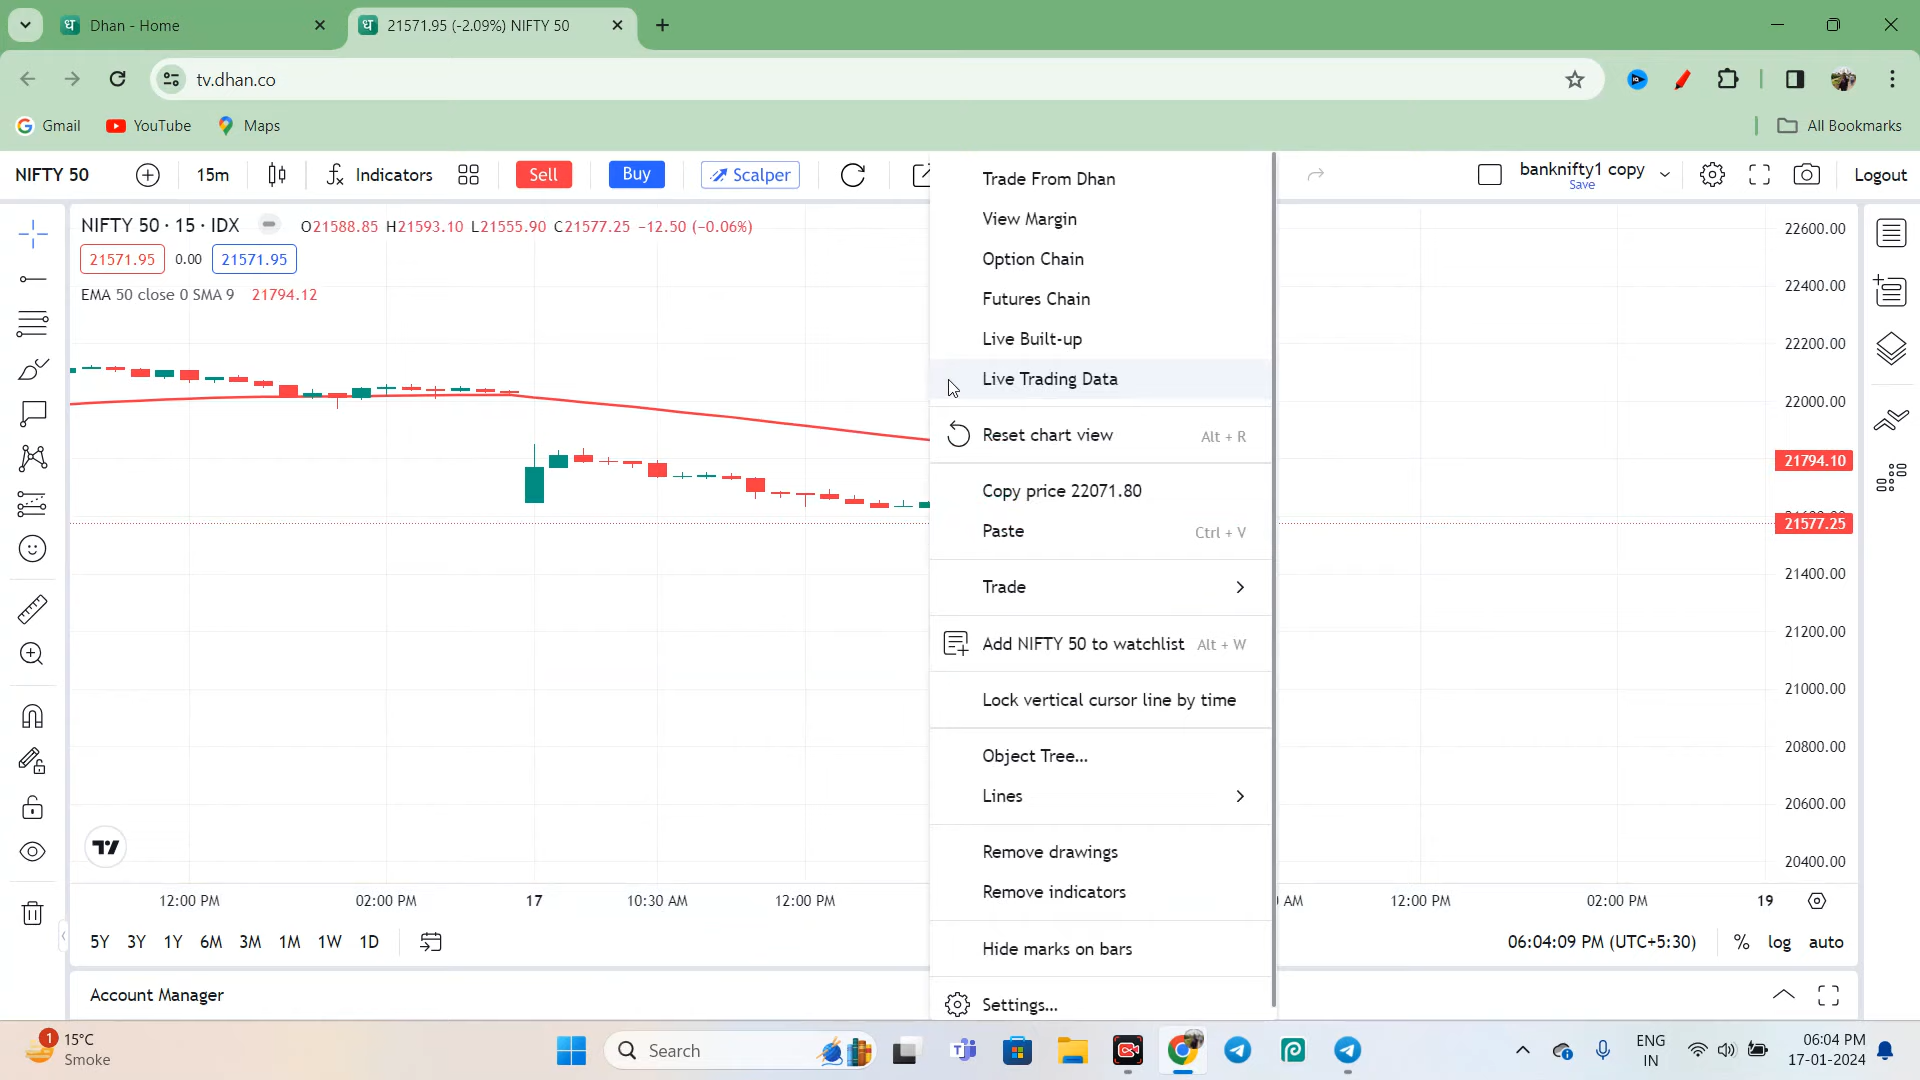 ध Dhan - Home
ध 21571.95 (-2.09%) NIFTY 50
tv.dhan.co
Gmail YouTube Maps All Bookmarks
NIFTY 50 15m Indicators Sell Buy Scalper banknifty1 copy Logout
Save
NIFTY 50 · 15 · IDX O21588.85 H21593.10 L21555.90 C21577.25 −12.50 (−0.06%)
21571.95 0.00 21571.95
EMA 50 close 0 SMA 9 21794.12
Trade From Dhan
View Margin
Option Chain
Futures Chain
Live Built-up
Live Trading Data
Reset chart view Alt + R
Copy price 22071.80
Paste Ctrl + V
Trade
Add NIFTY 50 to watchlist Alt + W
Lock vertical cursor line by time
Object Tree...
Lines
Remove drawings
Remove indicators
Hide marks on bars
Settings...
22600.00
22400.00
22200.00
22000.00
21794.10
21577.25
21400.00
21200.00
21000.00
20800.00
20600.00
20400.00
12:00 PM 02:00 PM 17 10:30 AM 12:00 PM AM 12:00 PM 02:00 PM 19
5Y 3Y 1Y 6M 3M 1M 1W 1D 06:04:09 PM (UTC+5:30) % log auto
Account Manager
1 15°C
Smoke
Search
ENG
IN
06:04 PM
17-01-2024